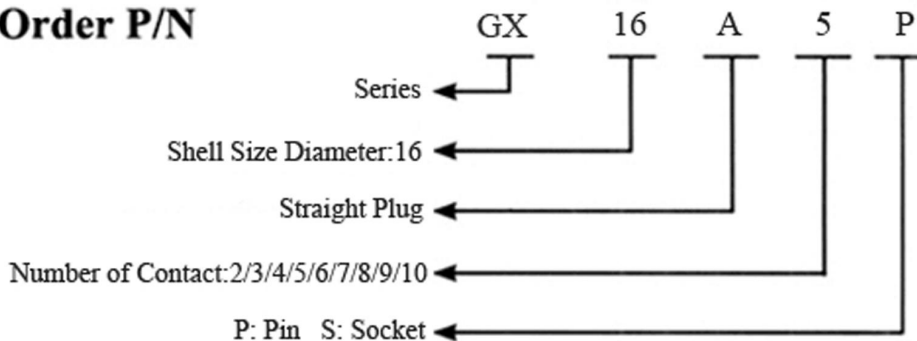 Order P/N GX 16 A 5 P
Series
Shell Size Diameter:16
Straight Plug
Number of Contact:2/3/4/5/6/7/8/9/10
P: Pin S: Socket